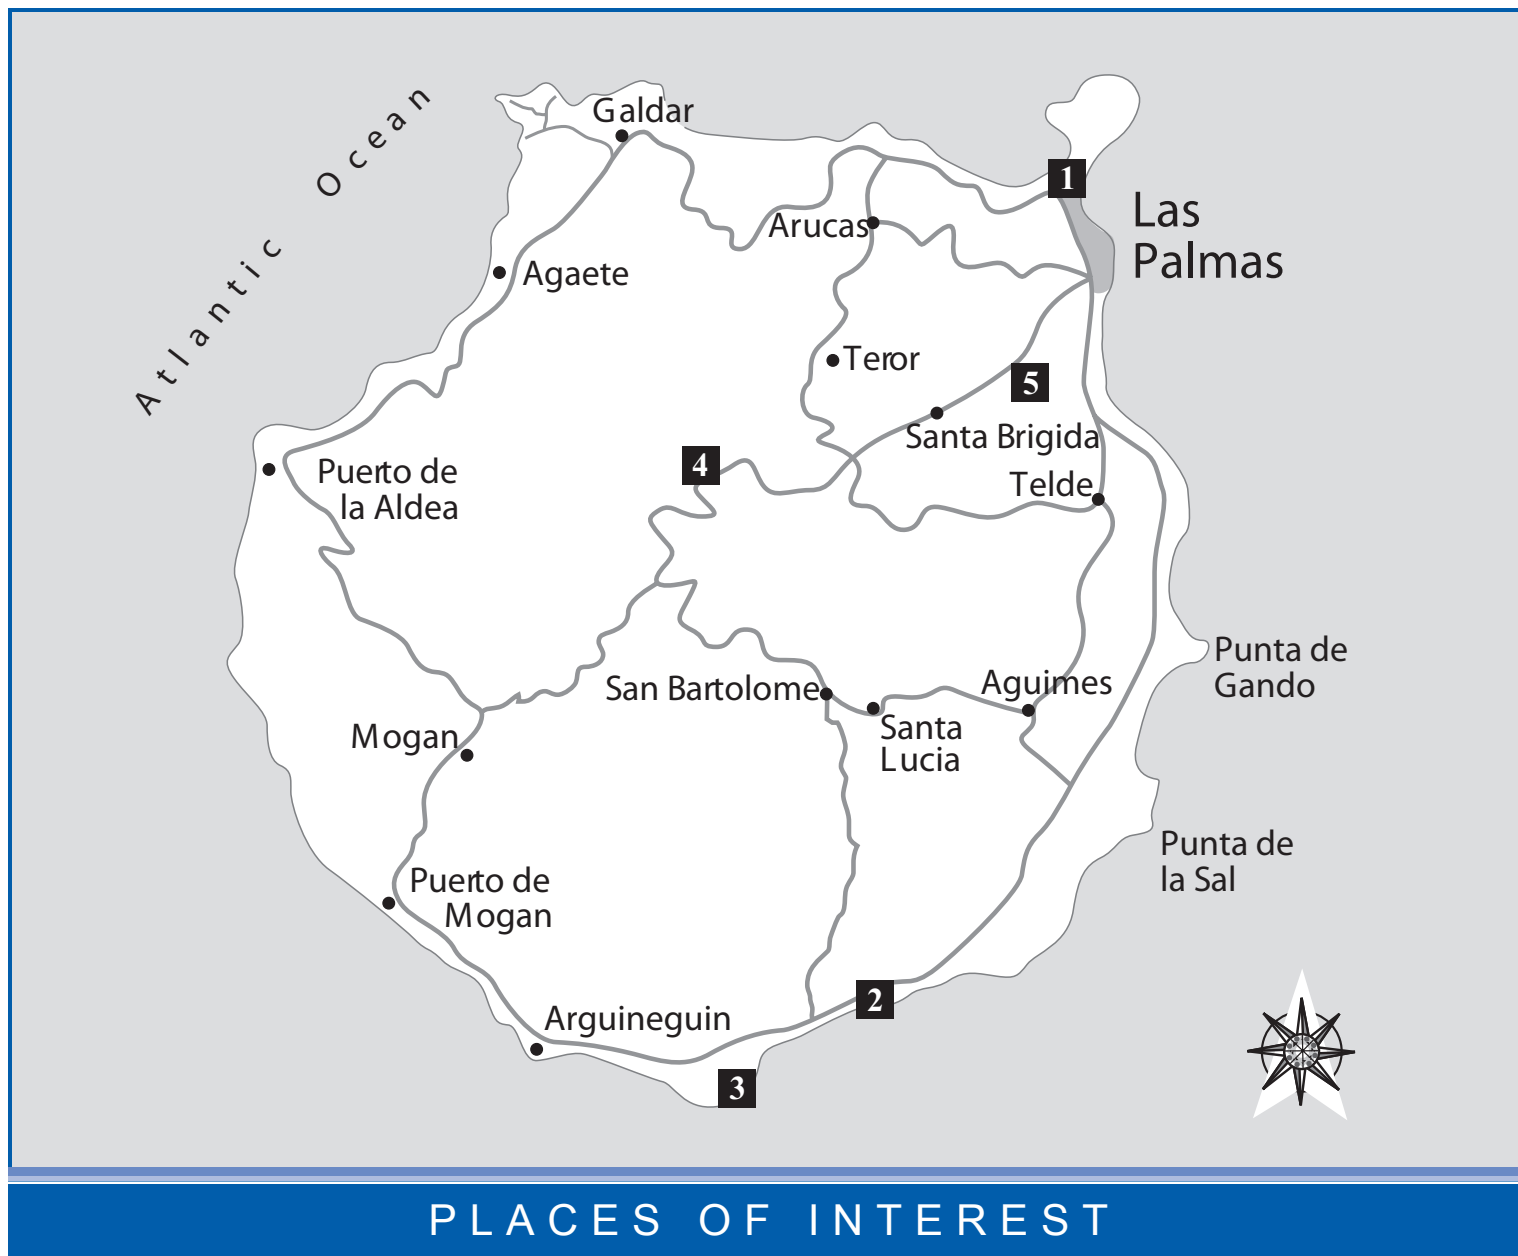 Atlantic Ocean
Galdar
1
Las
Palmas
Arucas
Agaete
Teror
5
Santa Brigida
4
Puerto de
la Aldea
Telde
Punta de
Gando
San Bartolome
Aguimes
Santa
Lucia
Mogan
Punta de
la Sal
Puerto de
Mogan
2
Arguineguin
3
PLACES OF INTEREST